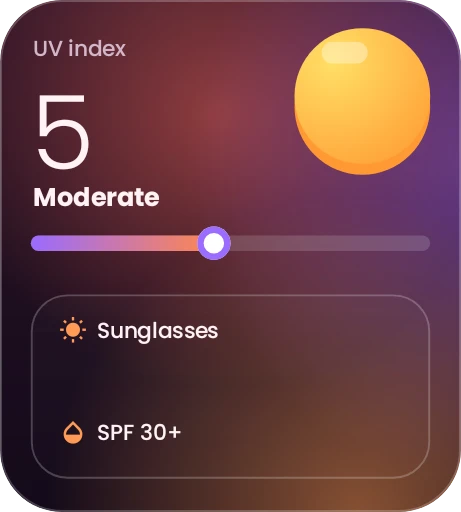 UV index
5
Moderate
Sunglasses
SPF 30+